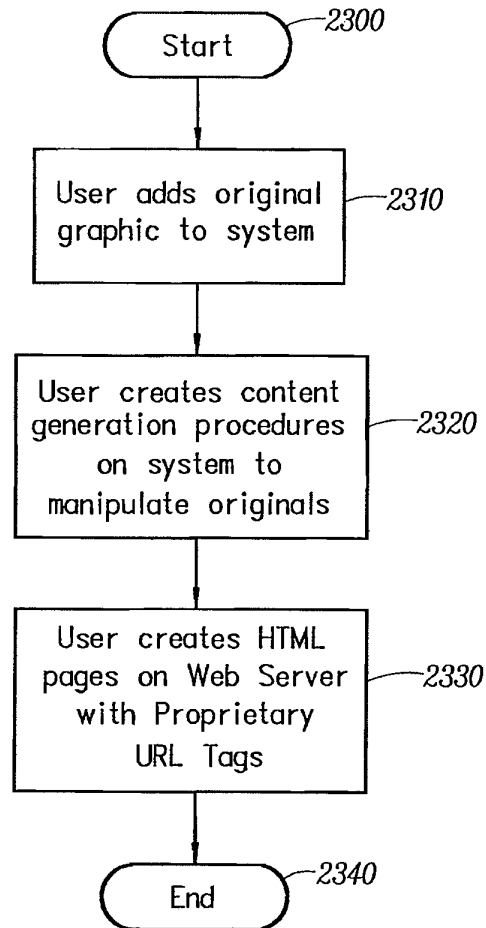 Start
2300
User adds original
graphic to system
2310
User creates content
generation procedures
on system to
manipulate originals
2320
User creates HTML
pages on Web Server
with Proprietary
URL Tags
2330
End
2340